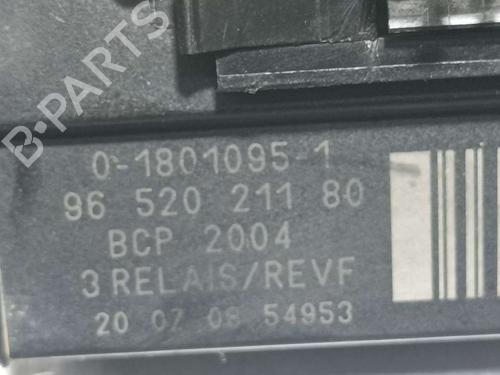 B-PARTS
0-1801095-1
96 520 211 80
BCP 2004
3 RELAIS/REVF
20 07 08 54953